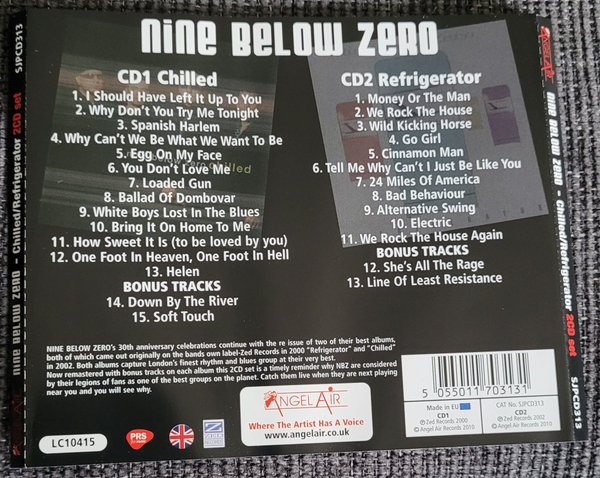 NiNE BELOW ZERO
CD1 Chilled
1. I Should Have Left It Up To You
2. Why Don't You Try Me Tonight
3. Spanish Harlem
4. Why Can't We Be What We Want To Be
5. Egg On My Face
6. You Don't Love Me
7. Loaded Gun
8. Ballad Of Dombovar
9. White Boys Lost In The Blues
10. Bring It On Home To Me
11. How Sweet It Is (to be loved by you)
12. One Foot In Heaven, One Foot In Hell
13. Helen
BONUS TRACKS
14. Down By The River
15. Soft Touch
CD2 Refrigerator
1. Money Or The Man
2. We Rock The House
3. Wild Kicking Horse
4. Go Girl
5. Cinnamon Man
6. Tell Me Why Can't I Just Be Like You
7. 24 Miles Of America
8. Bad Behaviour
9. Alternative Swing
10. Electric
11. We Rock The House Again
BONUS TRACKS
12. She's All The Rage
13. Line Of Least Resistance
NINE BELOW ZERO's 30th anniversary celebrations continue with the re issue of two of their best albums,
both of which came out originally on the bands own label-Zed Records in 2000 "Refrigerator" and "Chilled"
in 2002. Both albums capture London's finest rhythm and blues group at their very best.
Now remastered with bonus tracks on each album this 2CD set is a timely reminder why NBZ are considered
by their legions of fans as one of the best groups on the planet. Catch them live when they are next playing
near you and you will see why.
LC10415
PRS
ANGEL AIR
Where The Artist Has A Voice
www.angelair.co.uk
5 055011 703131
Made in EU
CD1
℗ Zed Records 2000
© Angel Air Records 2010
CAT No. SJPCD313
CD2
℗ Zed Records 2002
© Angel Air Records 2010
NINE BELOW ZERO - Chilled/Refrigerator 2CD set SJPCD313
ANGEL AIR NINE BELOW ZERO - Chilled/Refrigerator 2CD set SJPCD313